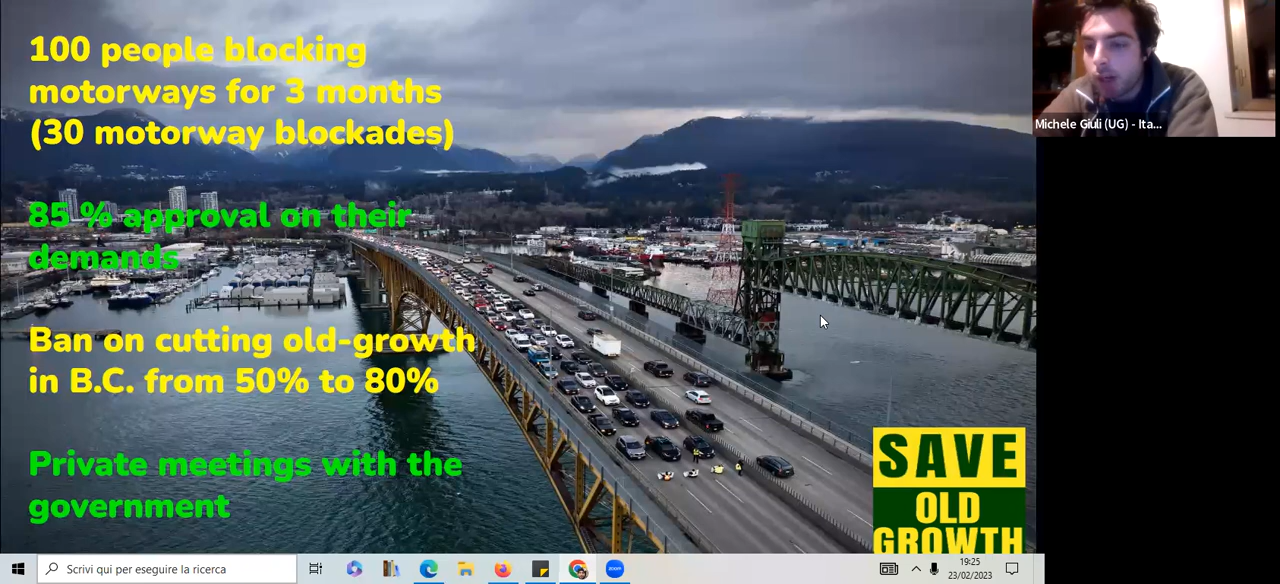 100 people blocking
motorways for 3 months
(30 motorway blockades)
85 % approval on their
demands
Ban on cutting old-growth
in B.C. from 50% to 80%
Private meetings with the
government
Michele Giuli (UG) - Ita...
SAVE
OLD
GROWTH
Scrivi qui per eseguire la ricerca
zoom
19:25
23/02/2023